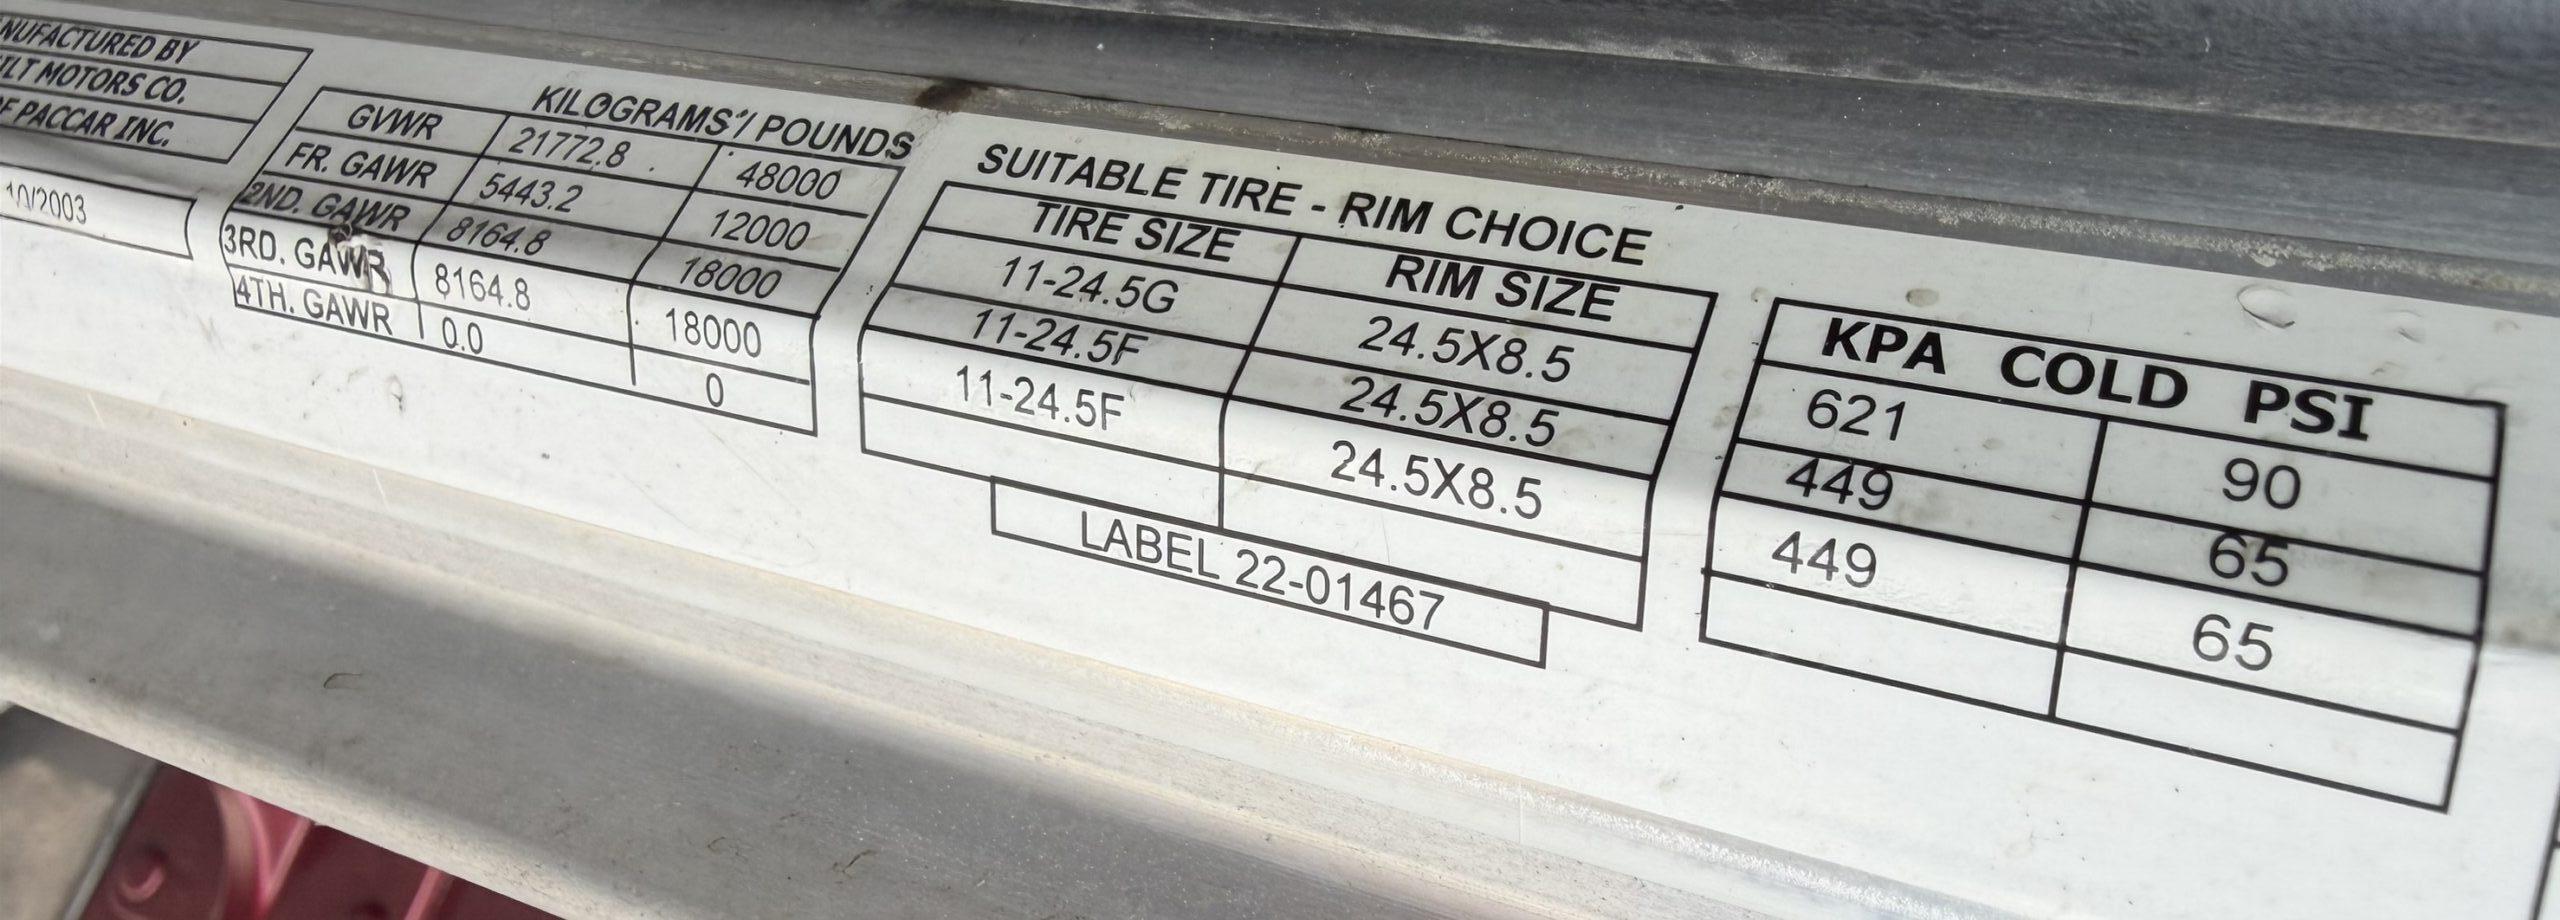 NUFACTURED BY
ILT MOTORS CO.
F PACCAR INC.
10/2003
KILOGRAMS / POUNDS
GVWR 21772.8 48000
FR. GAWR 5443.2 12000
2ND. GAWR 8164.8 18000
3RD. GAWR 8164.8 18000
4TH. GAWR 0.0 0
SUITABLE TIRE - RIM CHOICE
TIRE SIZE RIM SIZE
11-24.5G 24.5X8.5
11-24.5F 24.5X8.5
11-24.5F 24.5X8.5
LABEL 22-01467
KPA COLD PSI
621 90
449 65
449 65